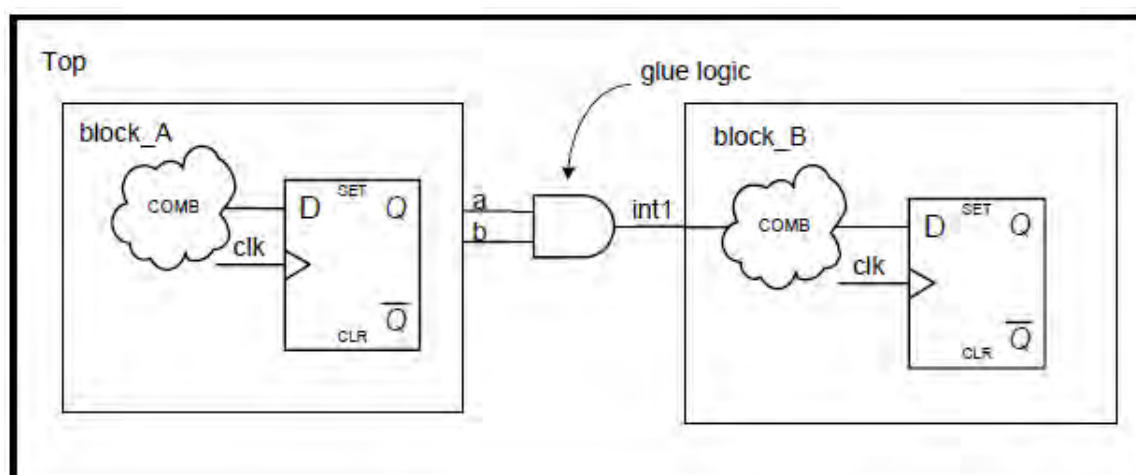 Top
glue logic
block_A
COMB
D
SET
Q
clk
Q
CLR
a
b
int1
block_B
COMB
D
SET
Q
clk
Q
CLR